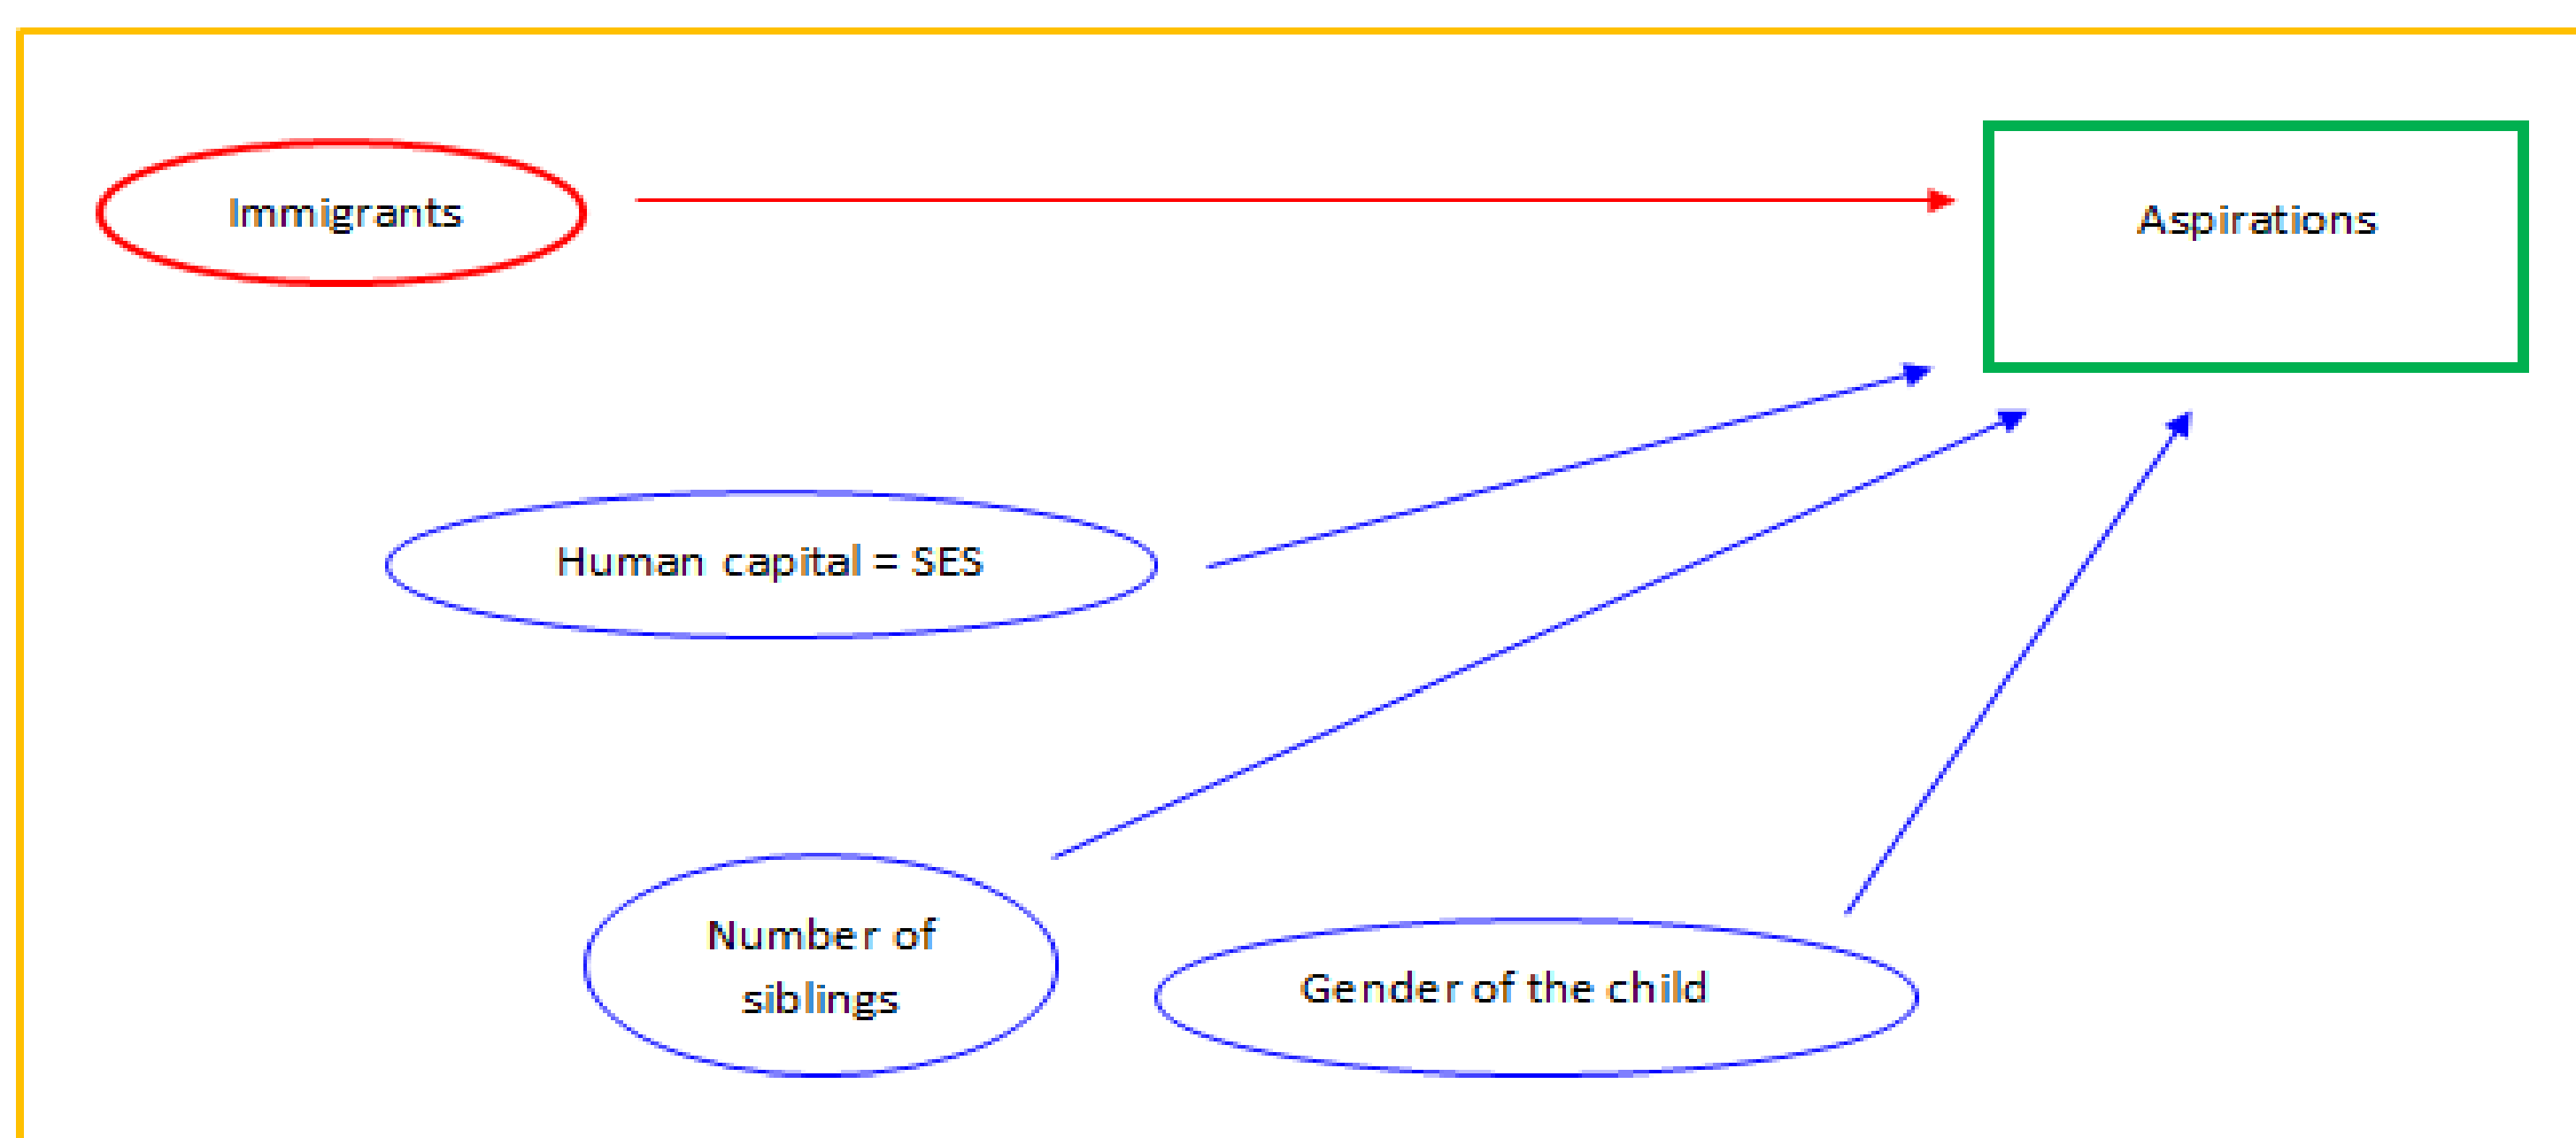 Immigrants
Aspirations
Human capital = SES
Number of
siblings
Gender of the child